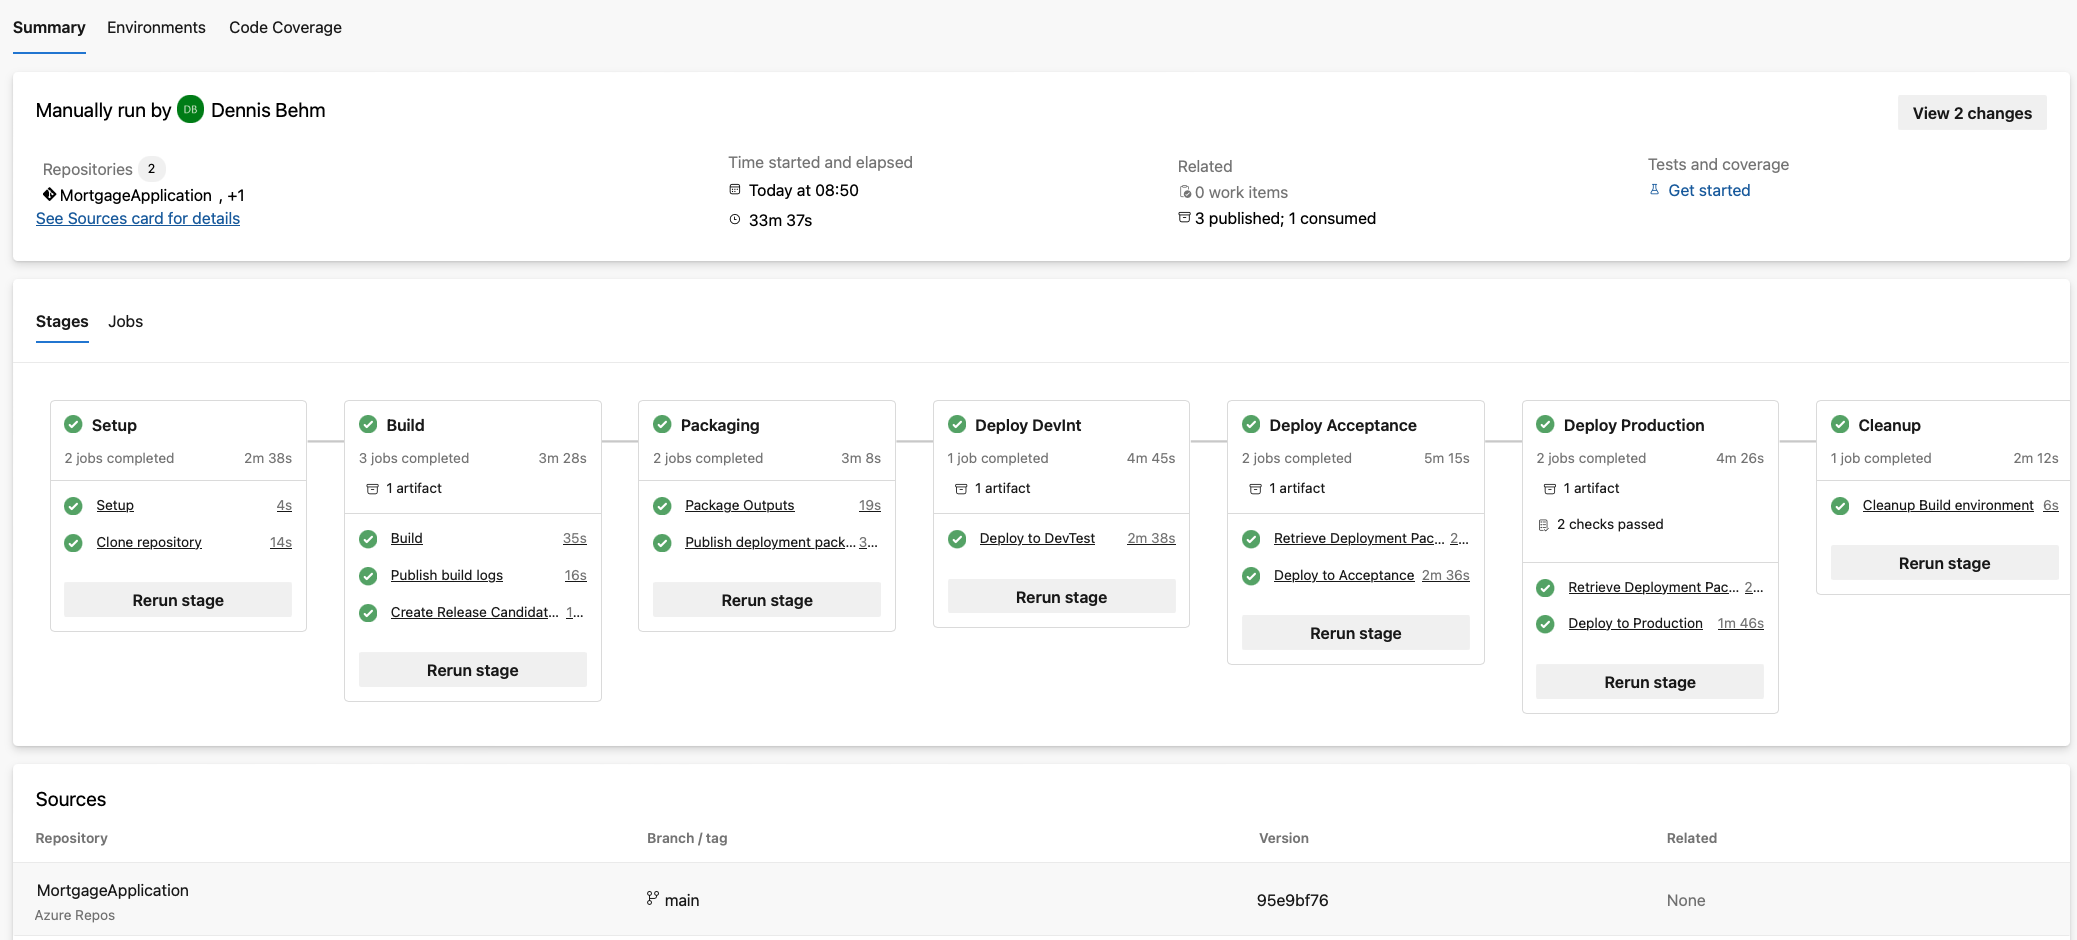 Summary Environments Code Coverage
Manually run by DB Dennis Behm
View 2 changes
Repositories 2
MortgageApplication , +1
See Sources card for details
Time started and elapsed
Today at 08:50
33m 37s
Related
0 work items
3 published; 1 consumed
Tests and coverage
Get started
Stages Jobs
Setup
2 jobs completed 2m 38s
Setup 4s
Clone repository 14s
Rerun stage
Build
3 jobs completed 3m 28s
1 artifact
Build 35s
Publish build logs 16s
Create Release Candidat... 1...
Rerun stage
Packaging
2 jobs completed 3m 8s
Package Outputs 19s
Publish deployment pack... 3...
Rerun stage
Deploy DevInt
1 job completed 4m 45s
1 artifact
Deploy to DevTest 2m 38s
Rerun stage
Deploy Acceptance
2 jobs completed 5m 15s
1 artifact
Retrieve Deployment Pac... 2...
Deploy to Acceptance 2m 36s
Rerun stage
Deploy Production
2 jobs completed 4m 26s
1 artifact
2 checks passed
Retrieve Deployment Pac... 2...
Deploy to Production 1m 46s
Rerun stage
Cleanup
1 job completed 2m 12s
Cleanup Build environment 6s
Rerun stage
Sources
Repository Branch / tag Version Related
MortgageApplication
Azure Repos
main 95e9bf76 None